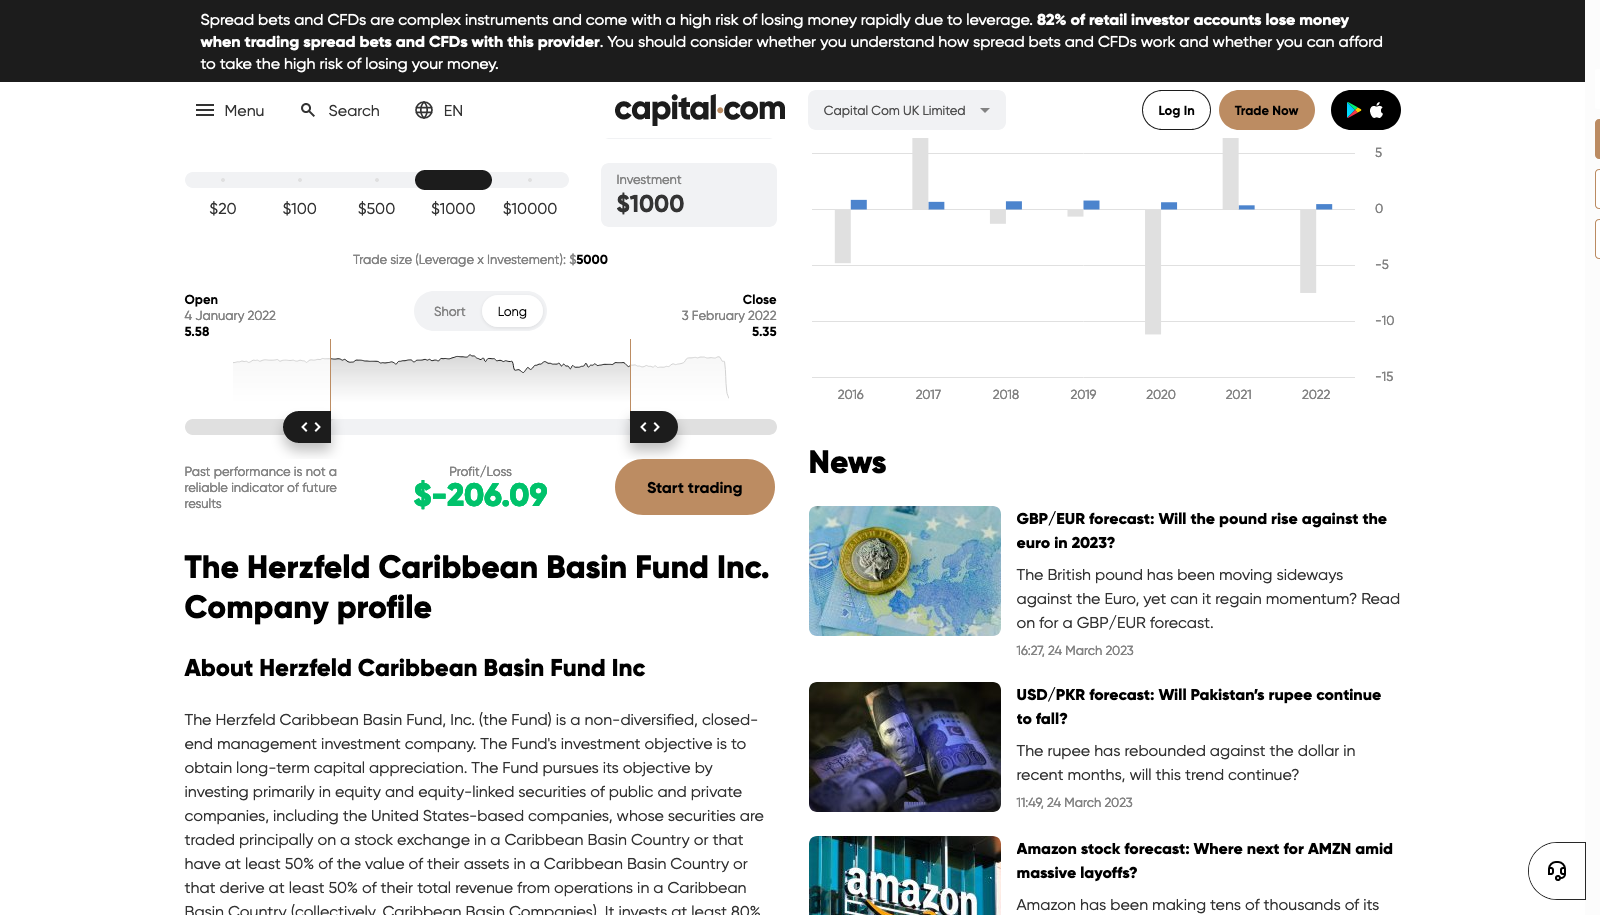 Spread bets and CFDs are complex instruments and come with a high risk of losing money rapidly due to leverage. 82% of retail investor accounts lose money
when trading spread bets and CFDs with this provider. You should consider whether you understand how spread bets and CFDs work and whether you can afford
to take the high risk of losing your money.
Menu
Search
EN
capital.com
Capital Com UK Limited
Log In
Trade Now
$20
$100
$500
$1000
$10000
Investment
$1000
Trade size (Leverage x Investement): $5000
Open
4 January 2022
5.58
Short
Long
Close
3 February 2022
5.35
Past performance is not a
reliable indicator of future
results
Profit/Loss
$-206.09
Start trading
The Herzfeld Caribbean Basin Fund Inc.
Company profile
About Herzfeld Caribbean Basin Fund Inc
The Herzfeld Caribbean Basin Fund, Inc. (the Fund) is a non-diversified, closed-
end management investment company. The Fund's investment objective is to
obtain long-term capital appreciation. The Fund pursues its objective by
investing primarily in equity and equity-linked securities of public and private
companies, including the United States-based companies, whose securities are
traded principally on a stock exchange in a Caribbean Basin Country or that
have at least 50% of the value of their assets in a Caribbean Basin Country or
that derive at least 50% of their total revenue from operations in a Caribbean
Basin Country (collectively, Caribbean Basin Companies). It invests at least 80%
5
0
-5
-10
-15
2016
2017
2018
2019
2020
2021
2022
News
GBP/EUR forecast: Will the pound rise against the
euro in 2023?
The British pound has been moving sideways
against the Euro, yet can it regain momentum? Read
on for a GBP/EUR forecast.
16:27, 24 March 2023
USD/PKR forecast: Will Pakistan's rupee continue
to fall?
The rupee has rebounded against the dollar in
recent months, will this trend continue?
11:49, 24 March 2023
amazon
Amazon stock forecast: Where next for AMZN amid
massive layoffs?
Amazon has been making tens of thousands of its